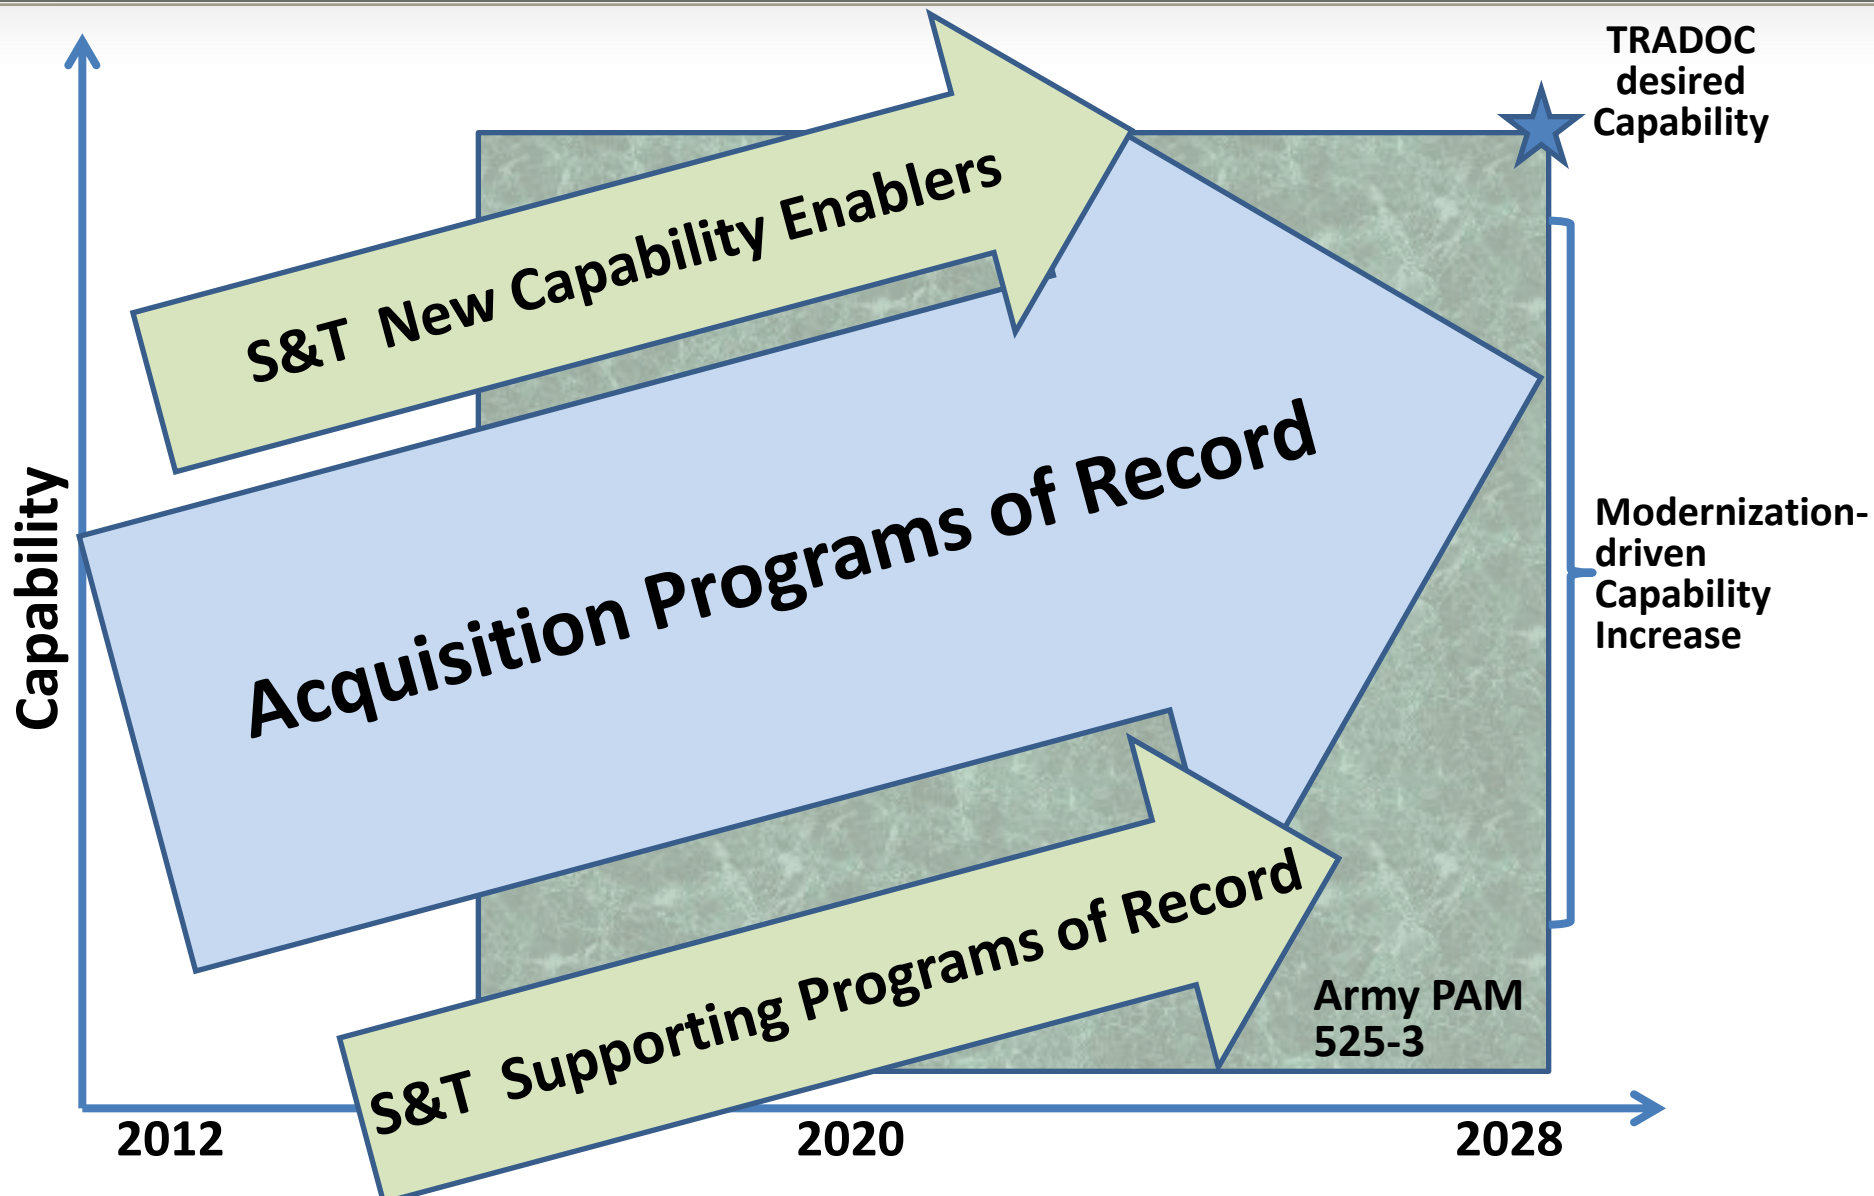 TRADOC
desired
Capability
S&T New Capability Enablers
Acquisition Programs of Record
Capability
Modernization-
driven
Capability
Increase
S&T Supporting Programs of Record
Army PAM
525-3
2012
2020
2028